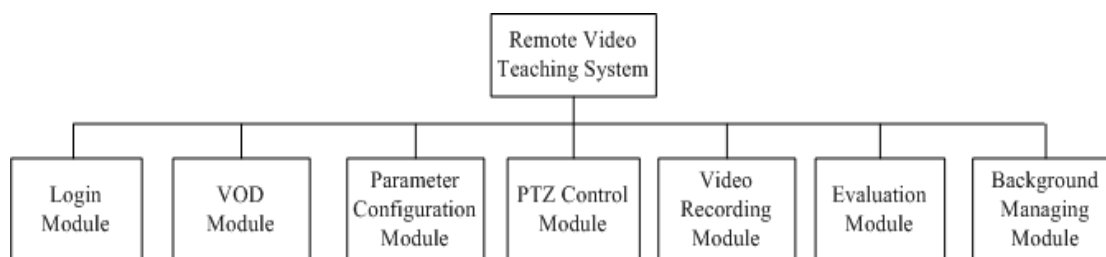 Remote Video
Teaching System
Login
Module
VOD
Module
Parameter
Configuration
Module
PTZ Control
Module
Video
Recording
Module
Evaluation
Module
Background
Managing
Module